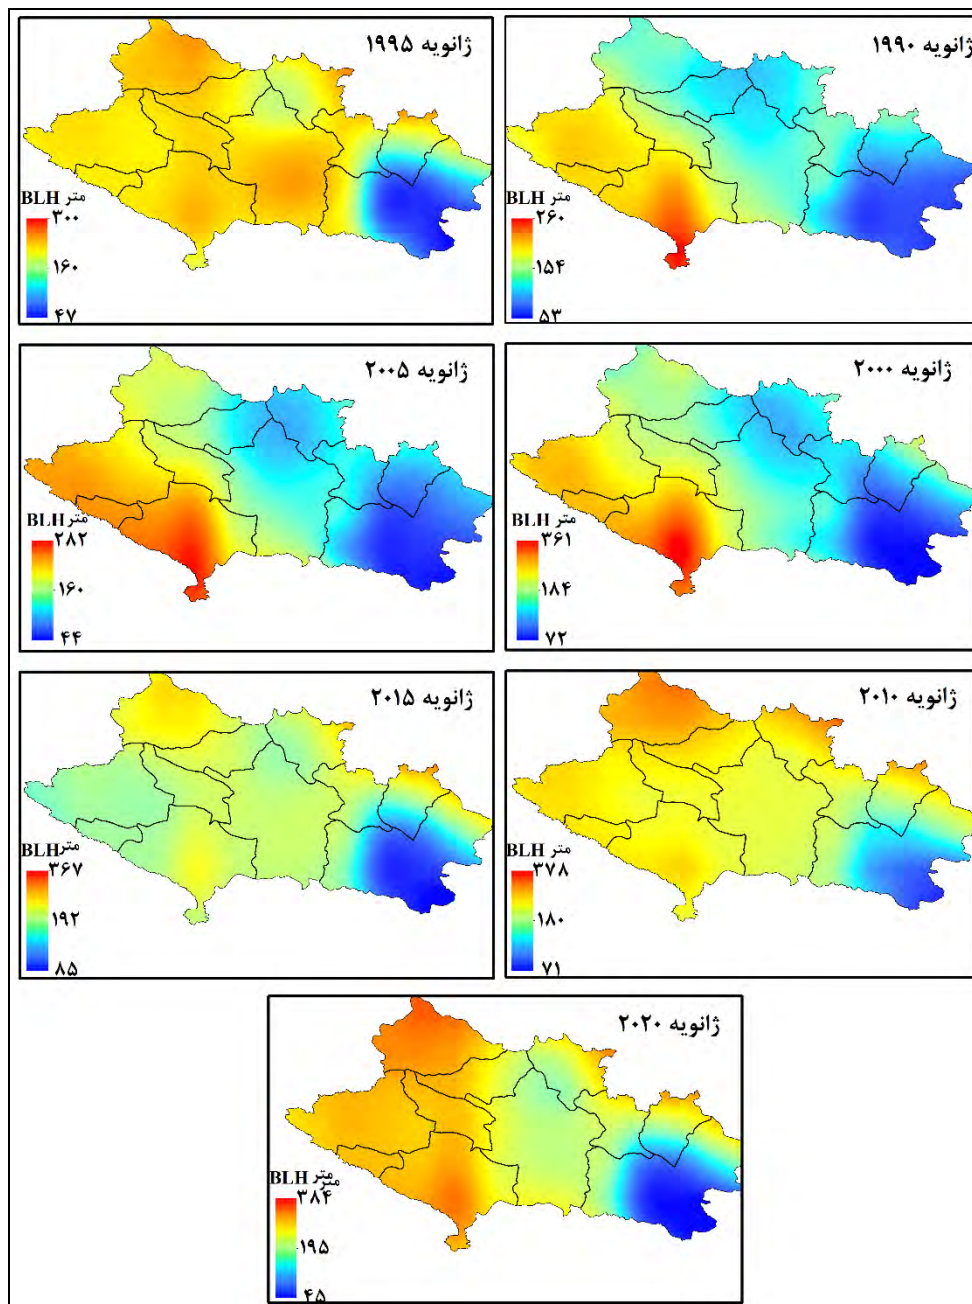 ژانویه ۱۹۹۰
BLH متر
۲۶۰
۱۵۴
۵۳
ژانویه ۱۹۹۵
BLH متر
۳۰۰
۱۶۰
۴۷
ژانویه ۲۰۰۰
BLH متر
۳۶۱
۱۸۴
۷۲
ژانویه ۲۰۰۵
BLH متر
۲۸۲
۱۶۰
۴۴
ژانویه ۲۰۱۰
BLH متر
۳۷۸
۱۸۰
۷۱
ژانویه ۲۰۱۵
BLH متر
۳۶۷
۱۹۲
۸۵
ژانویه ۲۰۲۰
BLH متر
متر
۳۸۴
۱۹۵
۴۵